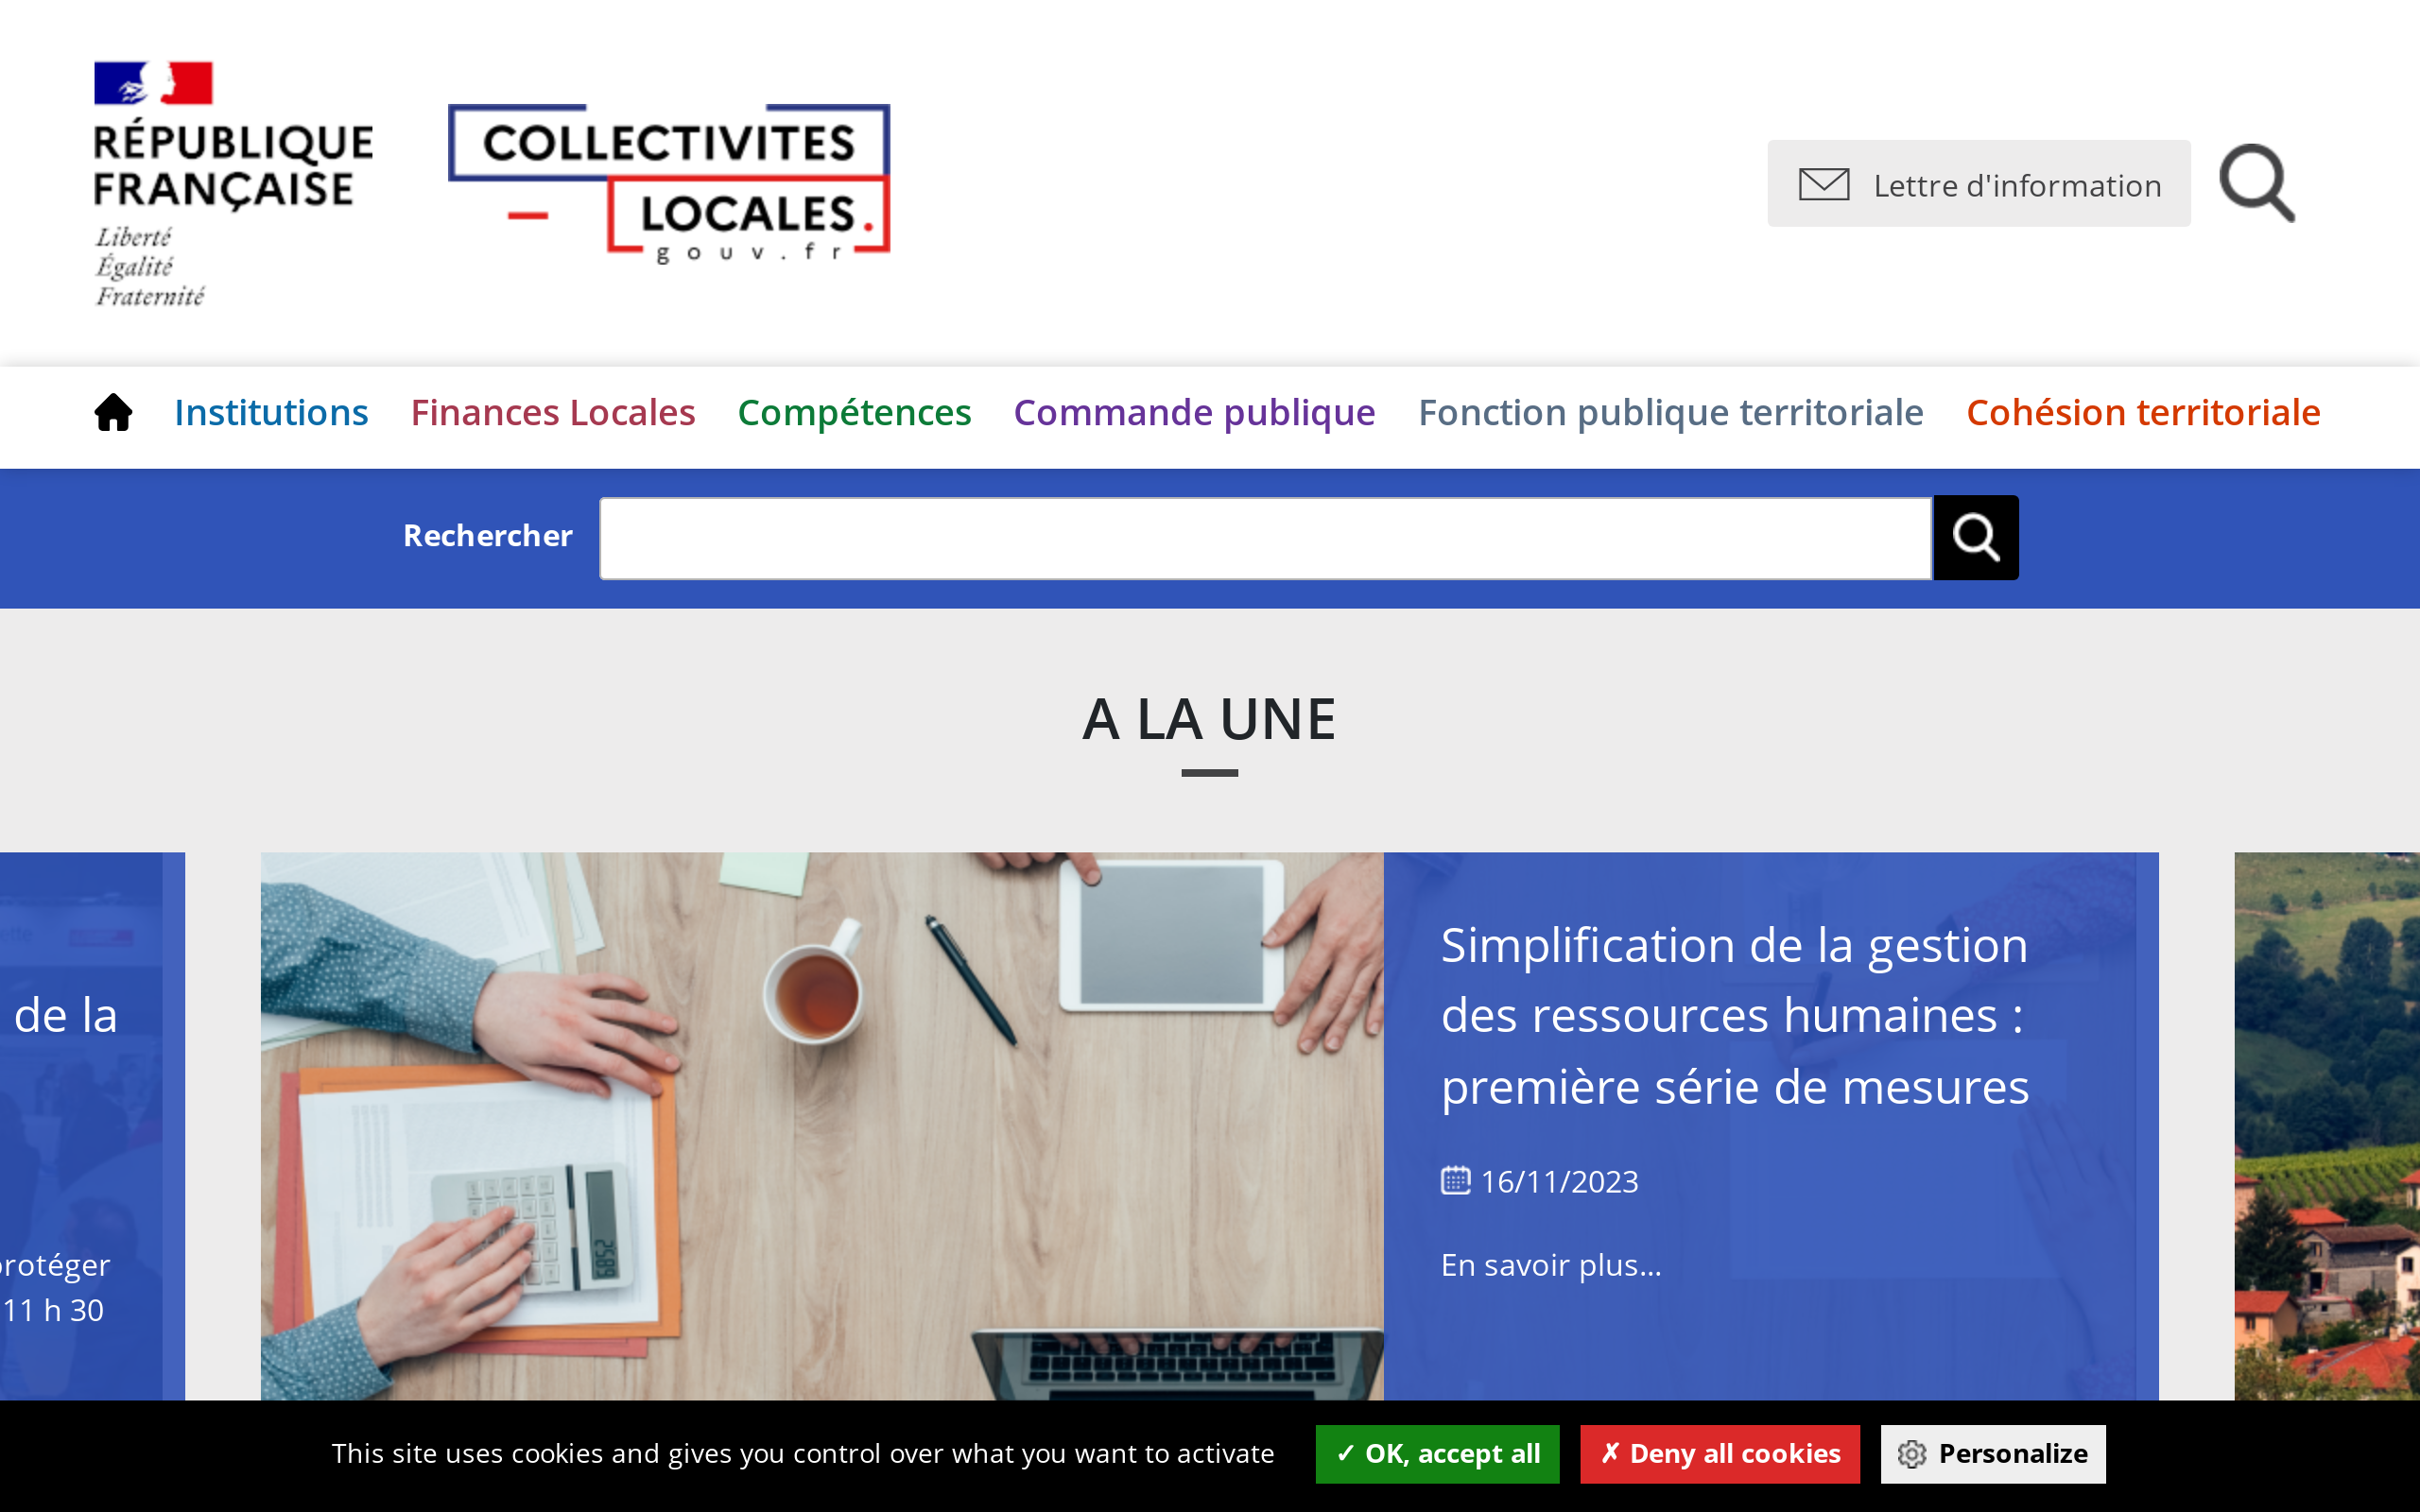 RÉPUBLIQUE
FRANÇAISE
Liberté
Égalité
Fraternité
COLLECTIVITES
LOCALES.
gouv.fr
Lettre d'information
Institutions Finances Locales Compétences Commande publique Fonction publique territoriale Cohésion territoriale
Rechercher
A LA UNE
de la
protéger
11 h 30
Simplification de la gestion
des ressources humaines :
première série de mesures
16/11/2023
En savoir plus...
This site uses cookies and gives you control over what you want to activate ✓ OK, accept all ✗ Deny all cookies Personalize